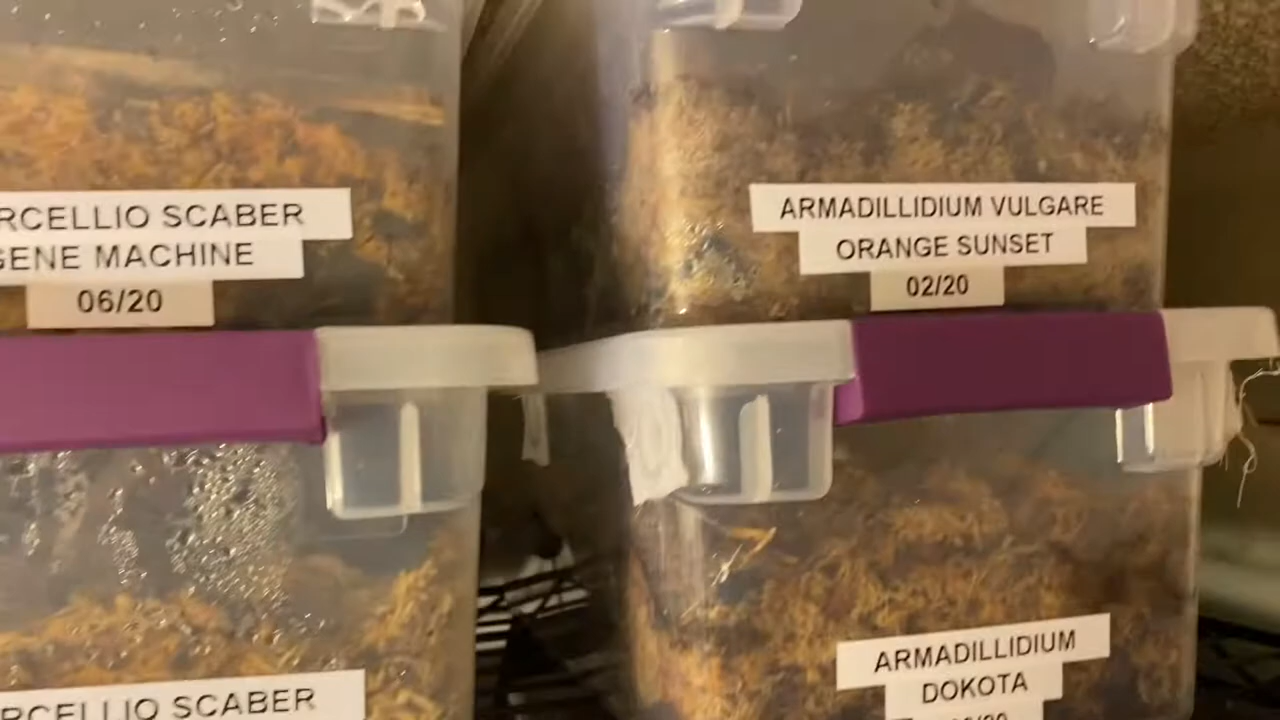 RCELLIO SCABER
GENE MACHINE
06/20
ARMADILLIDIUM VULGARE
ORANGE SUNSET
02/20
RCELLIO SCABER
ARMADILLIDIUM
DOKOTA